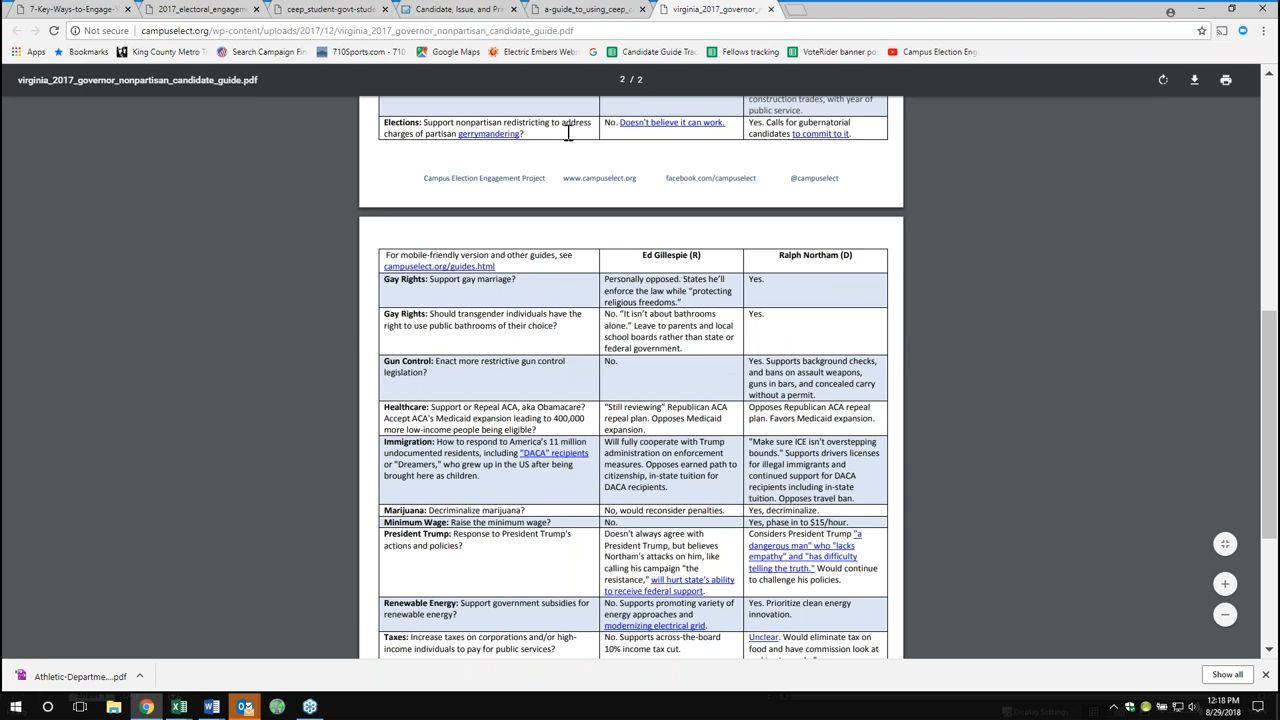 7-Key-Ways-to-Engage-V
2017_electoral_engagem
ceep_student-govt-stude
Candidate, Issue, and Pr
a-guide_to_using_ceep_c
virginia_2017_governor_n
Not secure | campuselect.org/wp-content/uploads/2017/12/virginia_2017_governor_nonpartisan_candidate_guide.pdf
Apps
Bookmarks
King County Metro Tr
Search Campaign Fin
710Sports.com - 710
Google Maps
Electric Embers Web
Candidate Guide Trac
Fellows tracking
VoteRider banner po
Campus Election Eng
virginia_2017_governor_nonpartisan_candidate_guide.pdf
2 / 2
construction trades, with year of
public service.
Elections: Support nonpartisan redistricting to address
charges of partisan gerrymandering?
No. Doesn't believe it can work.
Yes. Calls for gubernatorial
candidates to commit to it.
Campus Election Engagement Project
www.campuselect.org
facebook.com/campuselect
@campuselect
For mobile-friendly version and other guides, see
campuselect.org/guides.html
Ed Gillespie (R)
Ralph Northam (D)
Gay Rights: Support gay marriage?
Personally opposed. States he'll
enforce the law while “protecting
religious freedoms.”
Yes.
Gay Rights: Should transgender individuals have the
right to use public bathrooms of their choice?
No. “It isn't about bathrooms
alone.” Leave to parents and local
school boards rather than state or
federal government.
Yes.
Gun Control: Enact more restrictive gun control
legislation?
No.
Yes. Supports background checks,
and bans on assault weapons,
guns in bars, and concealed carry
without a permit.
Healthcare: Support or Repeal ACA, aka Obamacare?
Accept ACA's Medicaid expansion leading to 400,000
more low-income people being eligible?
“Still reviewing” Republican ACA
repeal plan. Opposes Medicaid
expansion.
Opposes Republican ACA repeal
plan. Favors Medicaid expansion.
Immigration: How to respond to America's 11 million
undocumented residents, including "DACA" recipients
or "Dreamers," who grew up in the US after being
brought here as children.
Will fully cooperate with Trump
administration on enforcement
measures. Opposes earned path to
citizenship, in-state tuition for
DACA recipients.
"Make sure ICE isn't overstepping
bounds." Supports drivers licenses
for illegal immigrants and
continued support for DACA
recipients including in-state
tuition. Opposes travel ban.
Marijuana: Decriminalize marijuana?
No, would reconsider penalties.
Yes, decriminalize.
Minimum Wage: Raise the minimum wage?
No.
Yes, phase in to $15/hour.
President Trump: Response to President Trump's
actions and policies?
Doesn't always agree with
President Trump, but believes
Northam's attacks on him, like
calling his campaign "the
resistance," will hurt state's ability
to receive federal support.
Considers President Trump "a
dangerous man" who "lacks
empathy" and "has difficulty
telling the truth." Would continue
to challenge his policies.
Renewable Energy: Support government subsidies for
renewable energy?
No. Supports promoting variety of
energy approaches and
modernizing electrical grid.
Yes. Prioritize clean energy
innovation.
Taxes: Increase taxes on corporations and/or high-
income individuals to pay for public services?
No. Supports across-the-board
10% income tax cut.
Unclear. Would eliminate tax on
food and have commission look at
Athletic-Departme....pdf
Show all
12:18 PM
8/29/2018